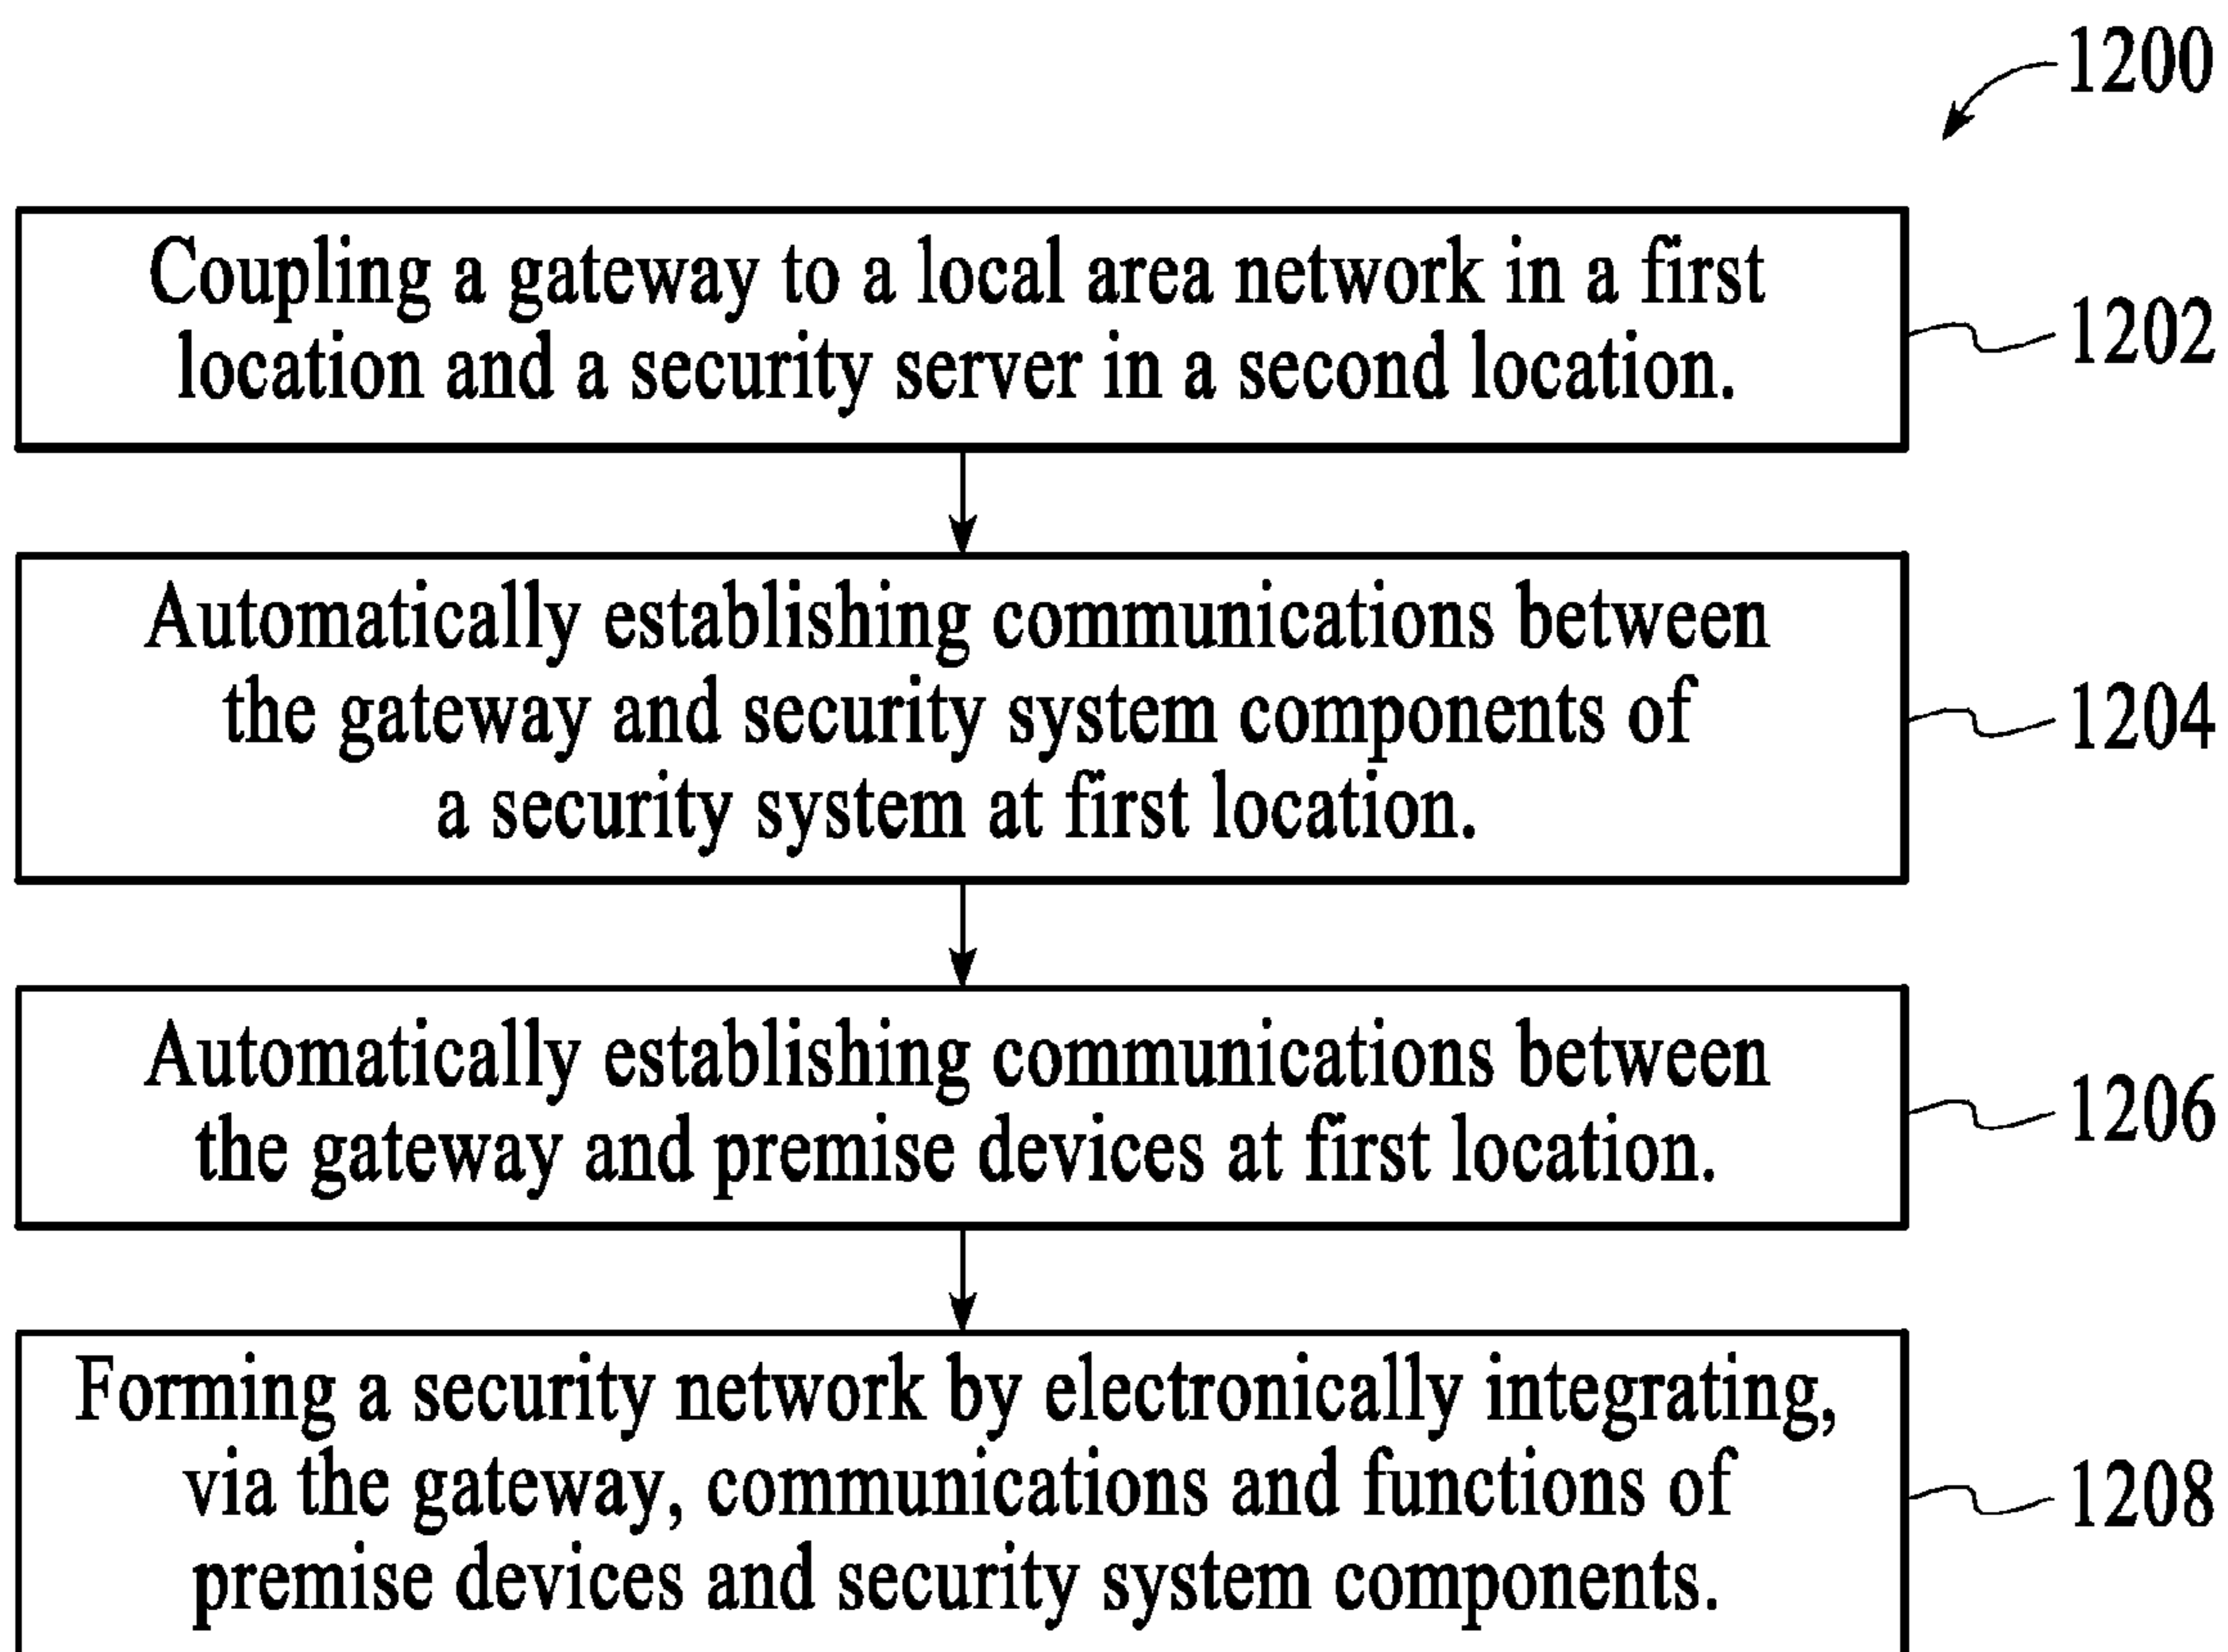 1200
Coupling a gateway to a local area network in a first
location and a security server in a second location.
1202
Automatically establishing communications between
the gateway and security system components of
a security system at first location.
1204
Automatically establishing communications between
the gateway and premise devices at first location.
1206
Forming a security network by electronically integrating,
via the gateway, communications and functions of
premise devices and security system components.
1208